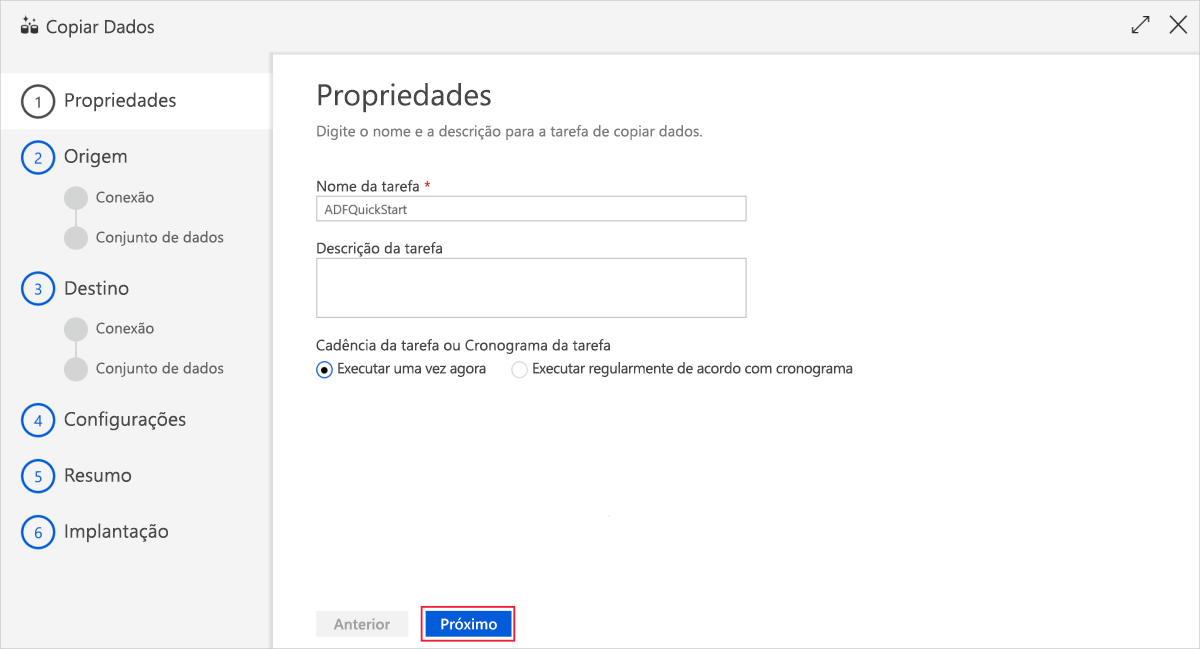 Copiar Dados
1 Propriedades
2 Origem
Conexão
Conjunto de dados
3 Destino
Conexão
Conjunto de dados
4 Configurações
5 Resumo
6 Implantação
Propriedades
Digite o nome e a descrição para a tarefa de copiar dados.
Nome da tarefa *
ADFQuickStart
Descrição da tarefa
Cadência da tarefa ou Cronograma da tarefa
Executar uma vez agora Executar regularmente de acordo com cronograma
Anterior Próximo